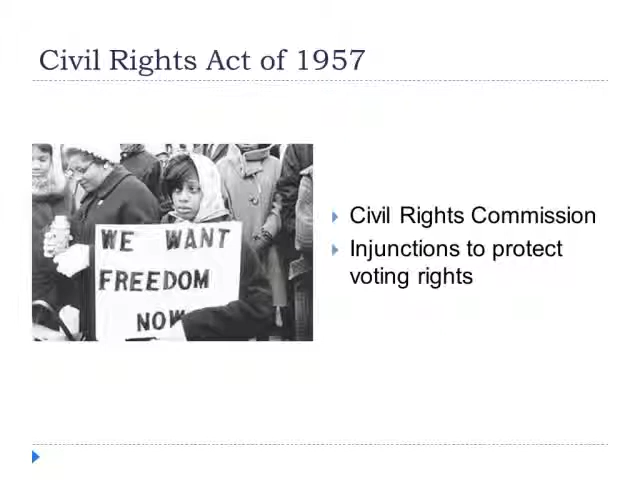 Civil Rights Act of 1957
WE WANT
FREEDOM
NOW
Civil Rights Commission
Injunctions to protect
voting rights